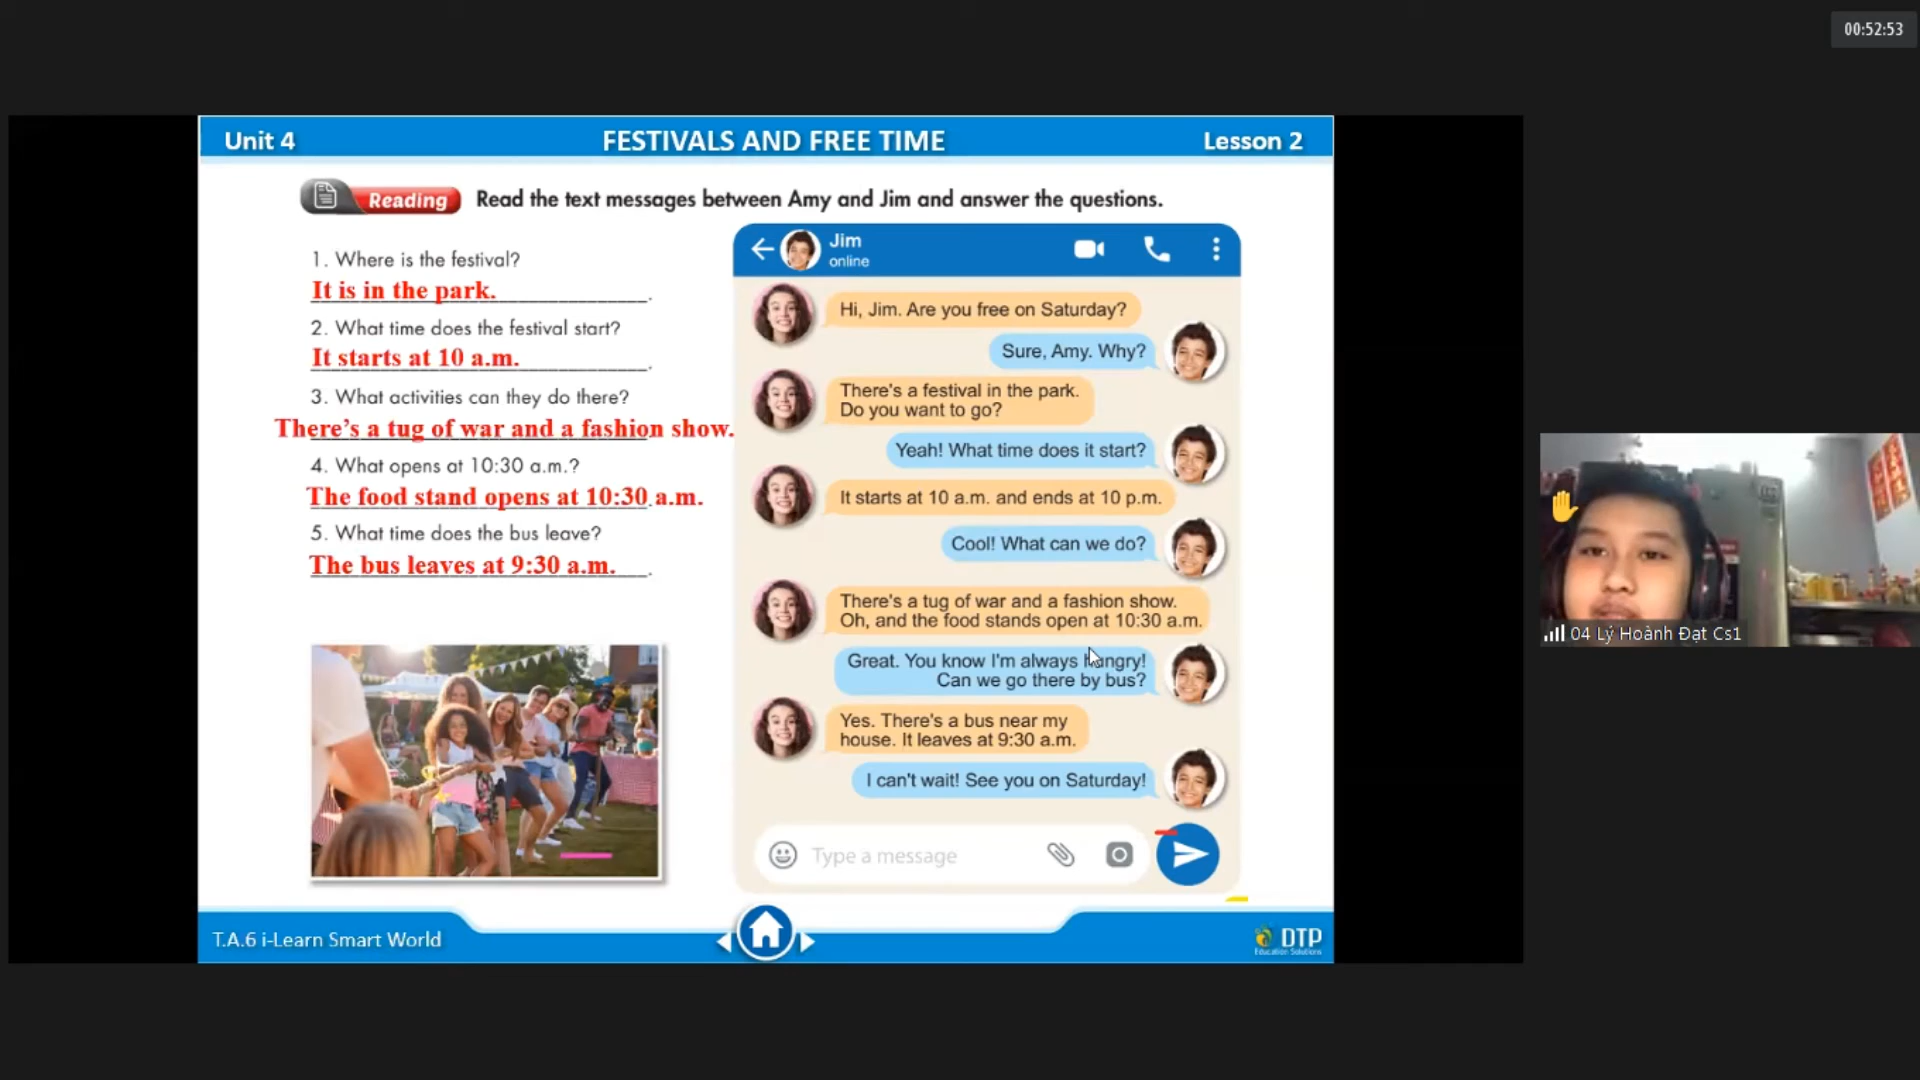 00:52:53
Unit 4
FESTIVALS AND FREE TIME
Lesson 2
Reading
Read the text messages between Amy and Jim and answer the questions.
1. Where is the festival?
It is in the park.
2. What time does the festival start?
It starts at 10 a.m.
3. What activities can they do there?
There's a tug of war and a fashion show.
4. What opens at 10:30 a.m.?
The food stand opens at 10:30 a.m.
5. What time does the bus leave?
The bus leaves at 9:30 a.m.
Jim
online
Hi, Jim. Are you free on Saturday?
Sure, Amy. Why?
There's a festival in the park.
Do you want to go?
Yeah! What time does it start?
It starts at 10 a.m. and ends at 10 p.m.
Cool! What can we do?
There's a tug of war and a fashion show.
Oh, and the food stands open at 10:30 a.m.
Great. You know I'm always hungry!
Can we go there by bus?
Yes. There's a bus near my
house. It leaves at 9:30 a.m.
I can't wait! See you on Saturday!
Type a message
04 Lý Hoành Đạt Cs1
T.A.6 i-Learn Smart World
DTP
Education Solutions